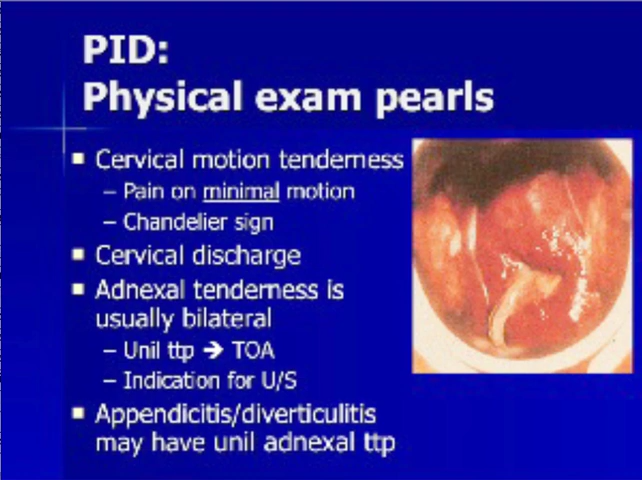 PID:
Physical exam pearls
Cervical motion tenderness
– Pain on minimal motion
– Chandelier sign
Cervical discharge
Adnexal tenderness is
usually bilateral
– Unil ttp ➔ TOA
– Indication for U/S
Appendicitis/diverticulitis
may have unil adnexal ttp